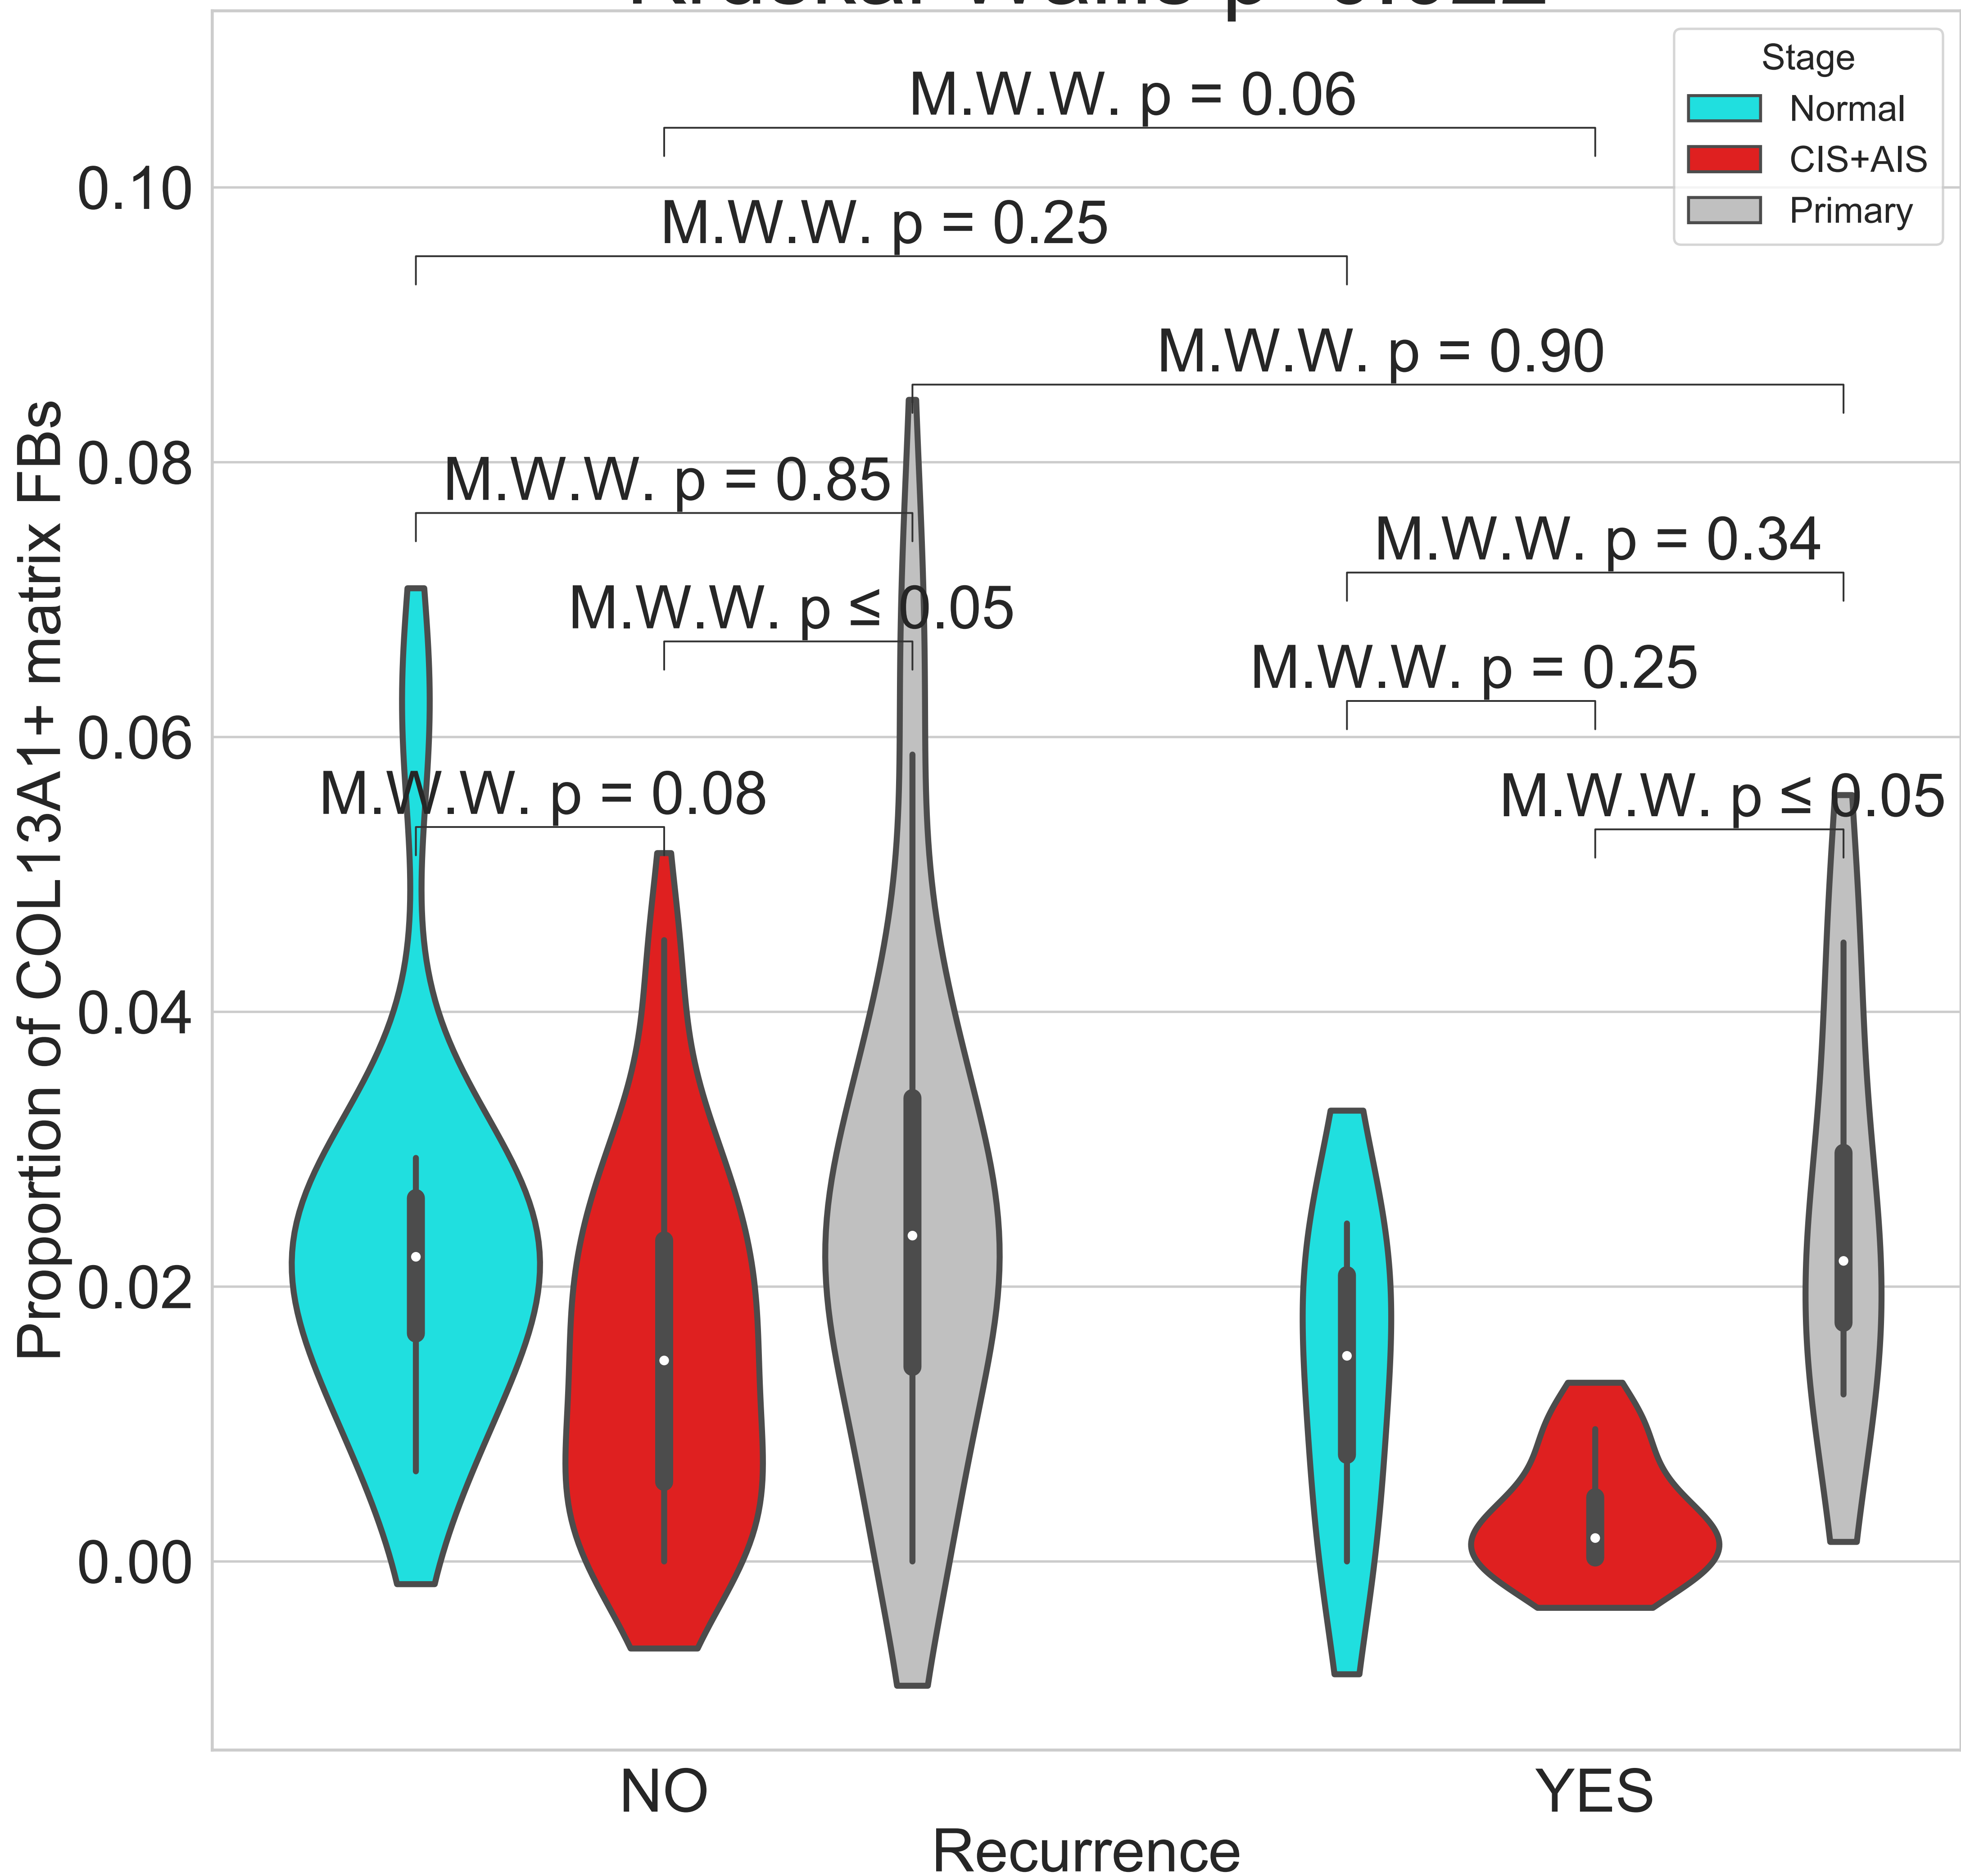 Stage
Normal
CIS+AIS
Primary
M.W.W. p = 0.06
M.W.W. p = 0.25
M.W.W. p = 0.90
M.W.W. p = 0.85
M.W.W. p = 0.34
M.W.W. p ≤ 0.05
M.W.W. p = 0.25
M.W.W. p = 0.08
M.W.W. p ≤ 0.05
Proportion of COL13A1+ matrix FBs
0.10
0.08
0.06
0.04
0.02
0.00
NO
YES
Recurrence